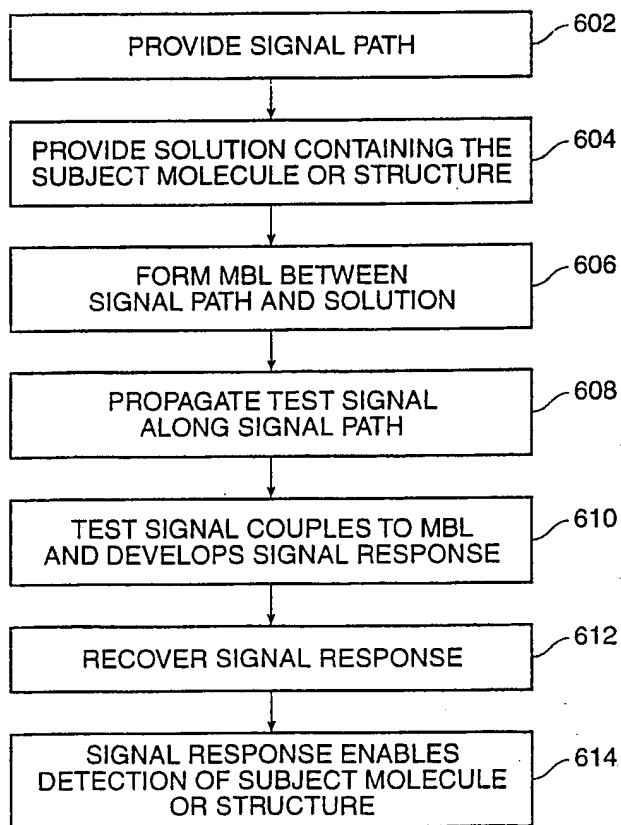 PROVIDE SIGNAL PATH
602
PROVIDE SOLUTION CONTAINING THE
SUBJECT MOLECULE OR STRUCTURE
604
FORM MBL BETWEEN
SIGNAL PATH AND SOLUTION
606
PROPAGATE TEST SIGNAL
ALONG SIGNAL PATH
608
TEST SIGNAL COUPLES TO MBL
AND DEVELOPS SIGNAL RESPONSE
610
RECOVER SIGNAL RESPONSE
612
SIGNAL RESPONSE ENABLES
DETECTION OF SUBJECT MOLECULE
OR STRUCTURE
614